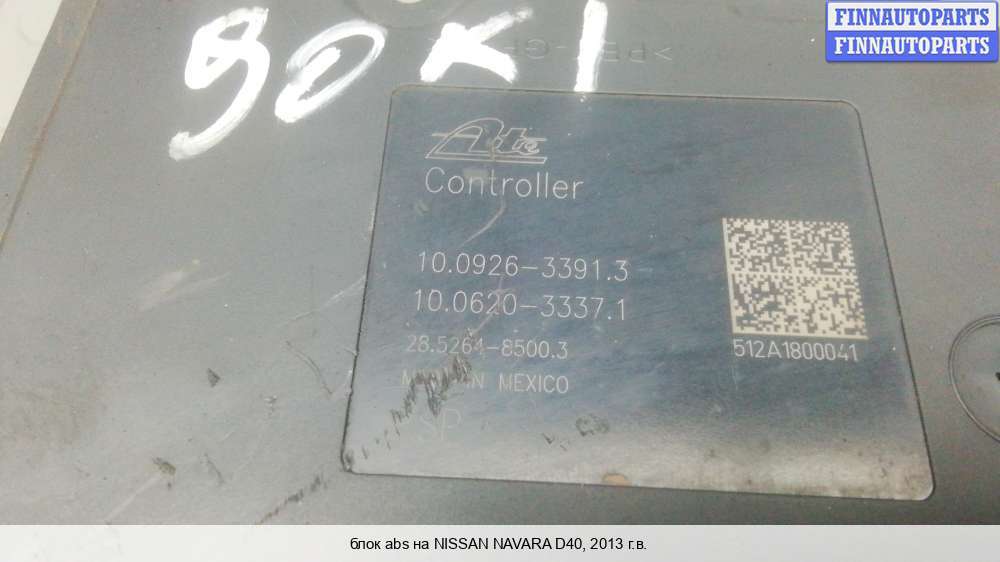 FINNAUTOPARTS
FINNAUTOPARTS
Ate
Controller
10.0926-3391.3
10.0620-3337.1
28.5264-8500.3
IN MEXICO
512A1800041
блок abs на NISSAN NAVARA D40, 2013 г.в.